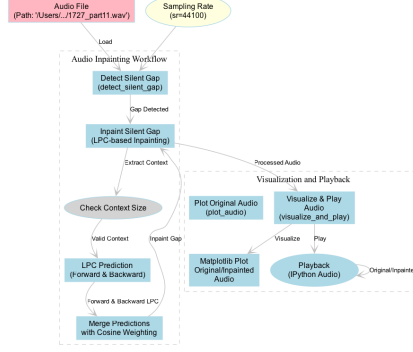 Audio File
(Path: '/Users/.../1727_part11.wav')
Sampling Rate
(sr=44100)
Load
Audio Inpainting Workflow
Detect Silent Gap
(detect_silent_gap)
Gap Detected
Inpaint Silent Gap
(LPC-based Inpainting)
Extract Context
Processed Audio
Check Context Size
Valid Context
Inpaint Gap
LPC Prediction
(Forward & Backward)
Forward & Backward LPC
Merge Predictions
with Cosine Weighting
Visualization and Playback
Plot Original Audio
(plot_audio)
Visualize & Play
Audio
(visualize_and_play)
Visualize
Play
Matplotlib Plot
Original/Inpainted
Audio
Playback
(IPython Audio)
Original/Inpainte